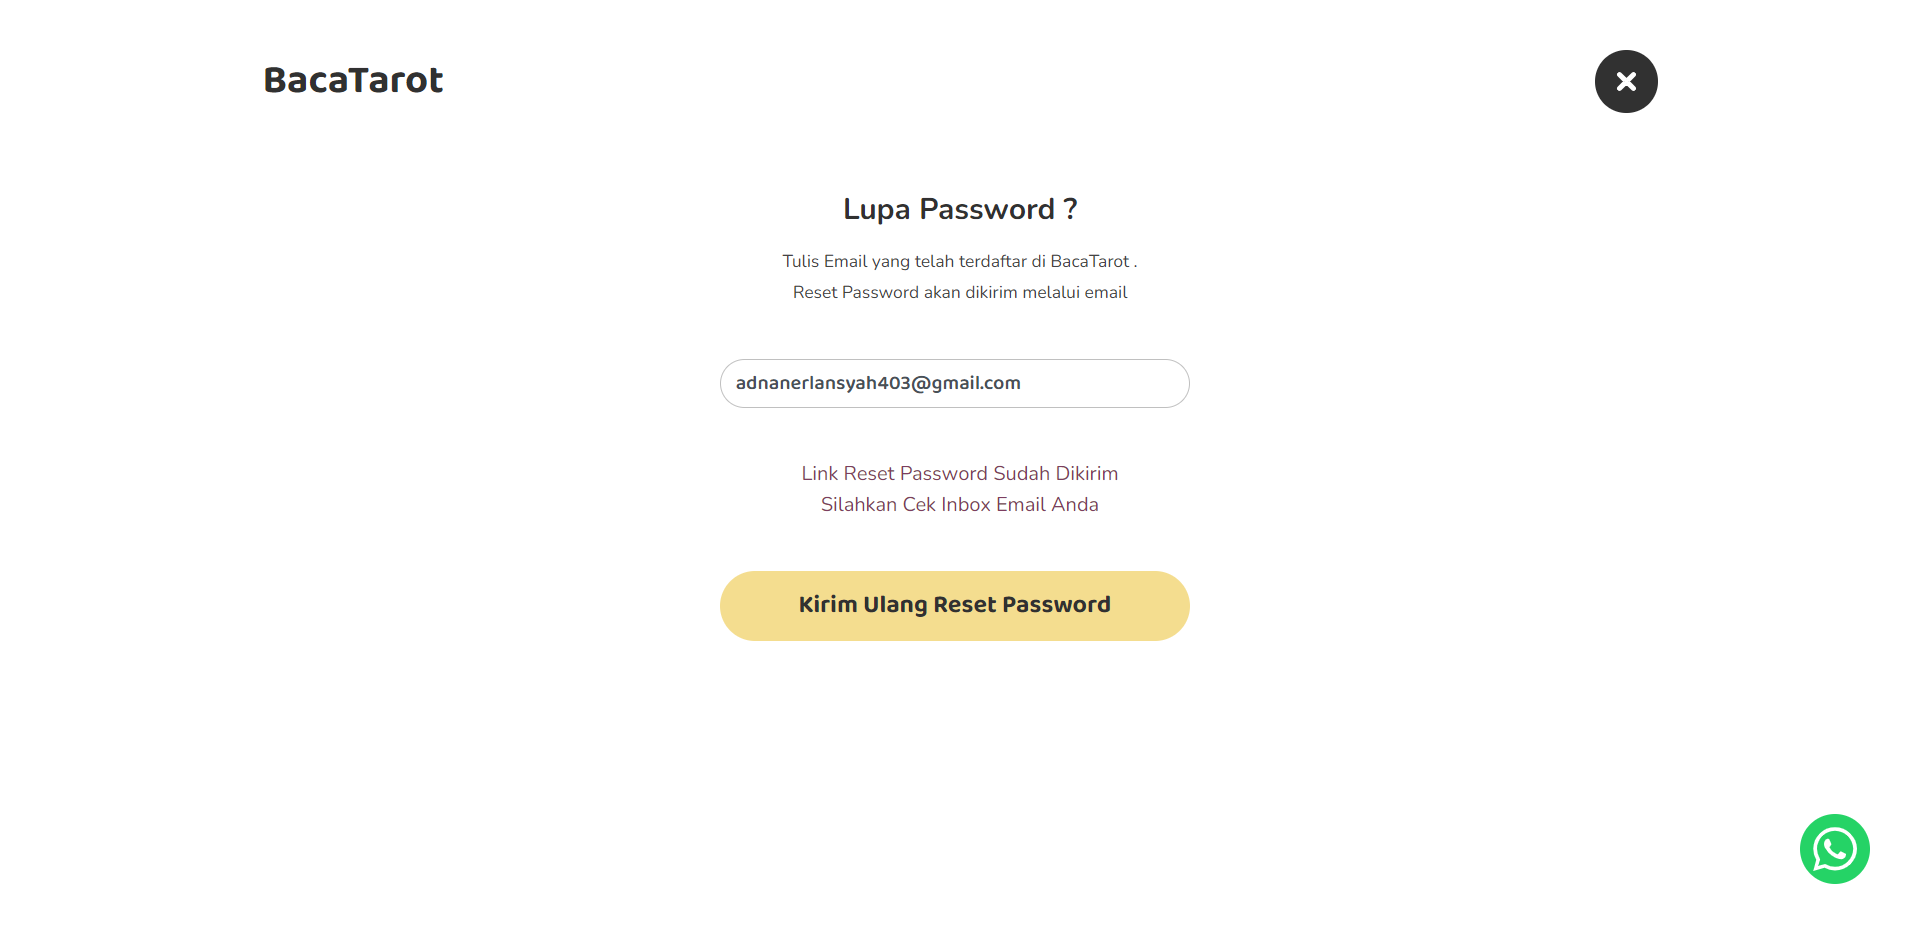 BacaTarot
Lupa Password ?
Tulis Email yang telah terdaftar di BacaTarot .
Reset Password akan dikirim melalui email
adnanerlansyah403@gmail.com
Link Reset Password Sudah Dikirim
Silahkan Cek Inbox Email Anda
Kirim Ulang Reset Password